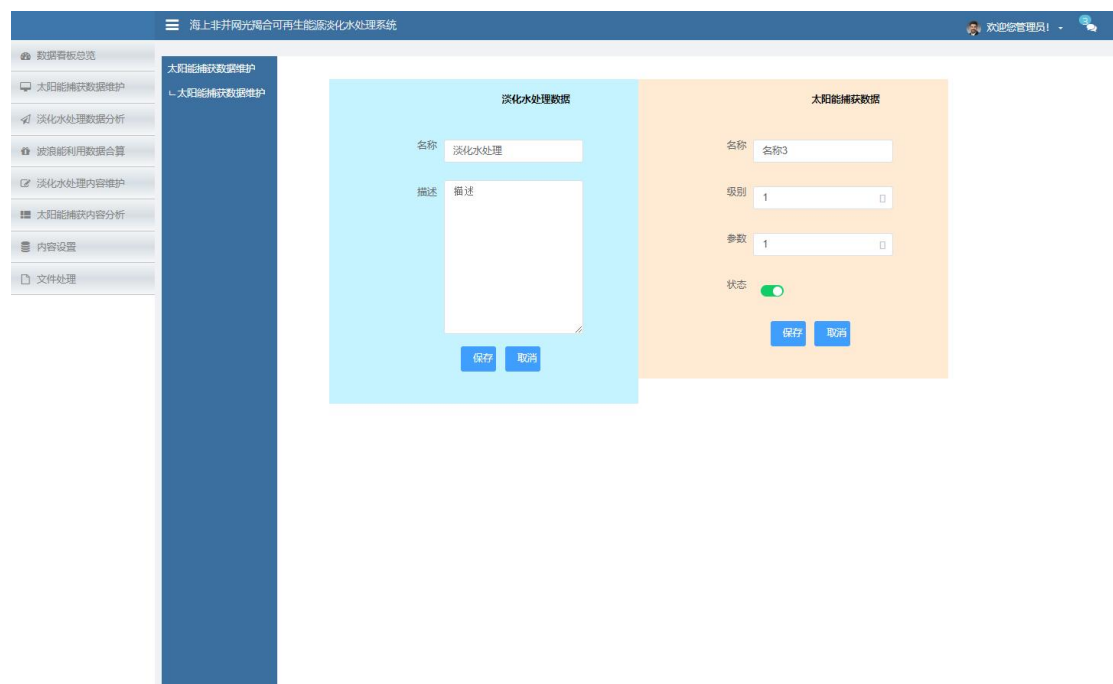 海上非并网光羯合可再生能源淡化水处理系统
欢迎您管理员!
3
数据看板总览
太阳能捕获数据维护
淡化水处理数据分析
波浪能利用数据合算
淡化水处理内容维护
太阳能捕获内容分析
内容设置
文件处理
太阳能捕获数据维护
∟太阳能捕获数据维护
淡化水处理数据
名称 淡化水处理
描述 描述
保存 取消
太阳能捕获数据
名称 名称3
级别 1
参数 1
状态
保存 取消